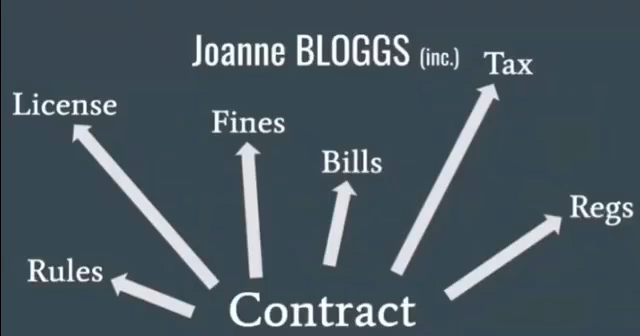 Joanne BLOGGS (inc.)
Tax
License
Fines
Bills
Regs
Rules
Contract